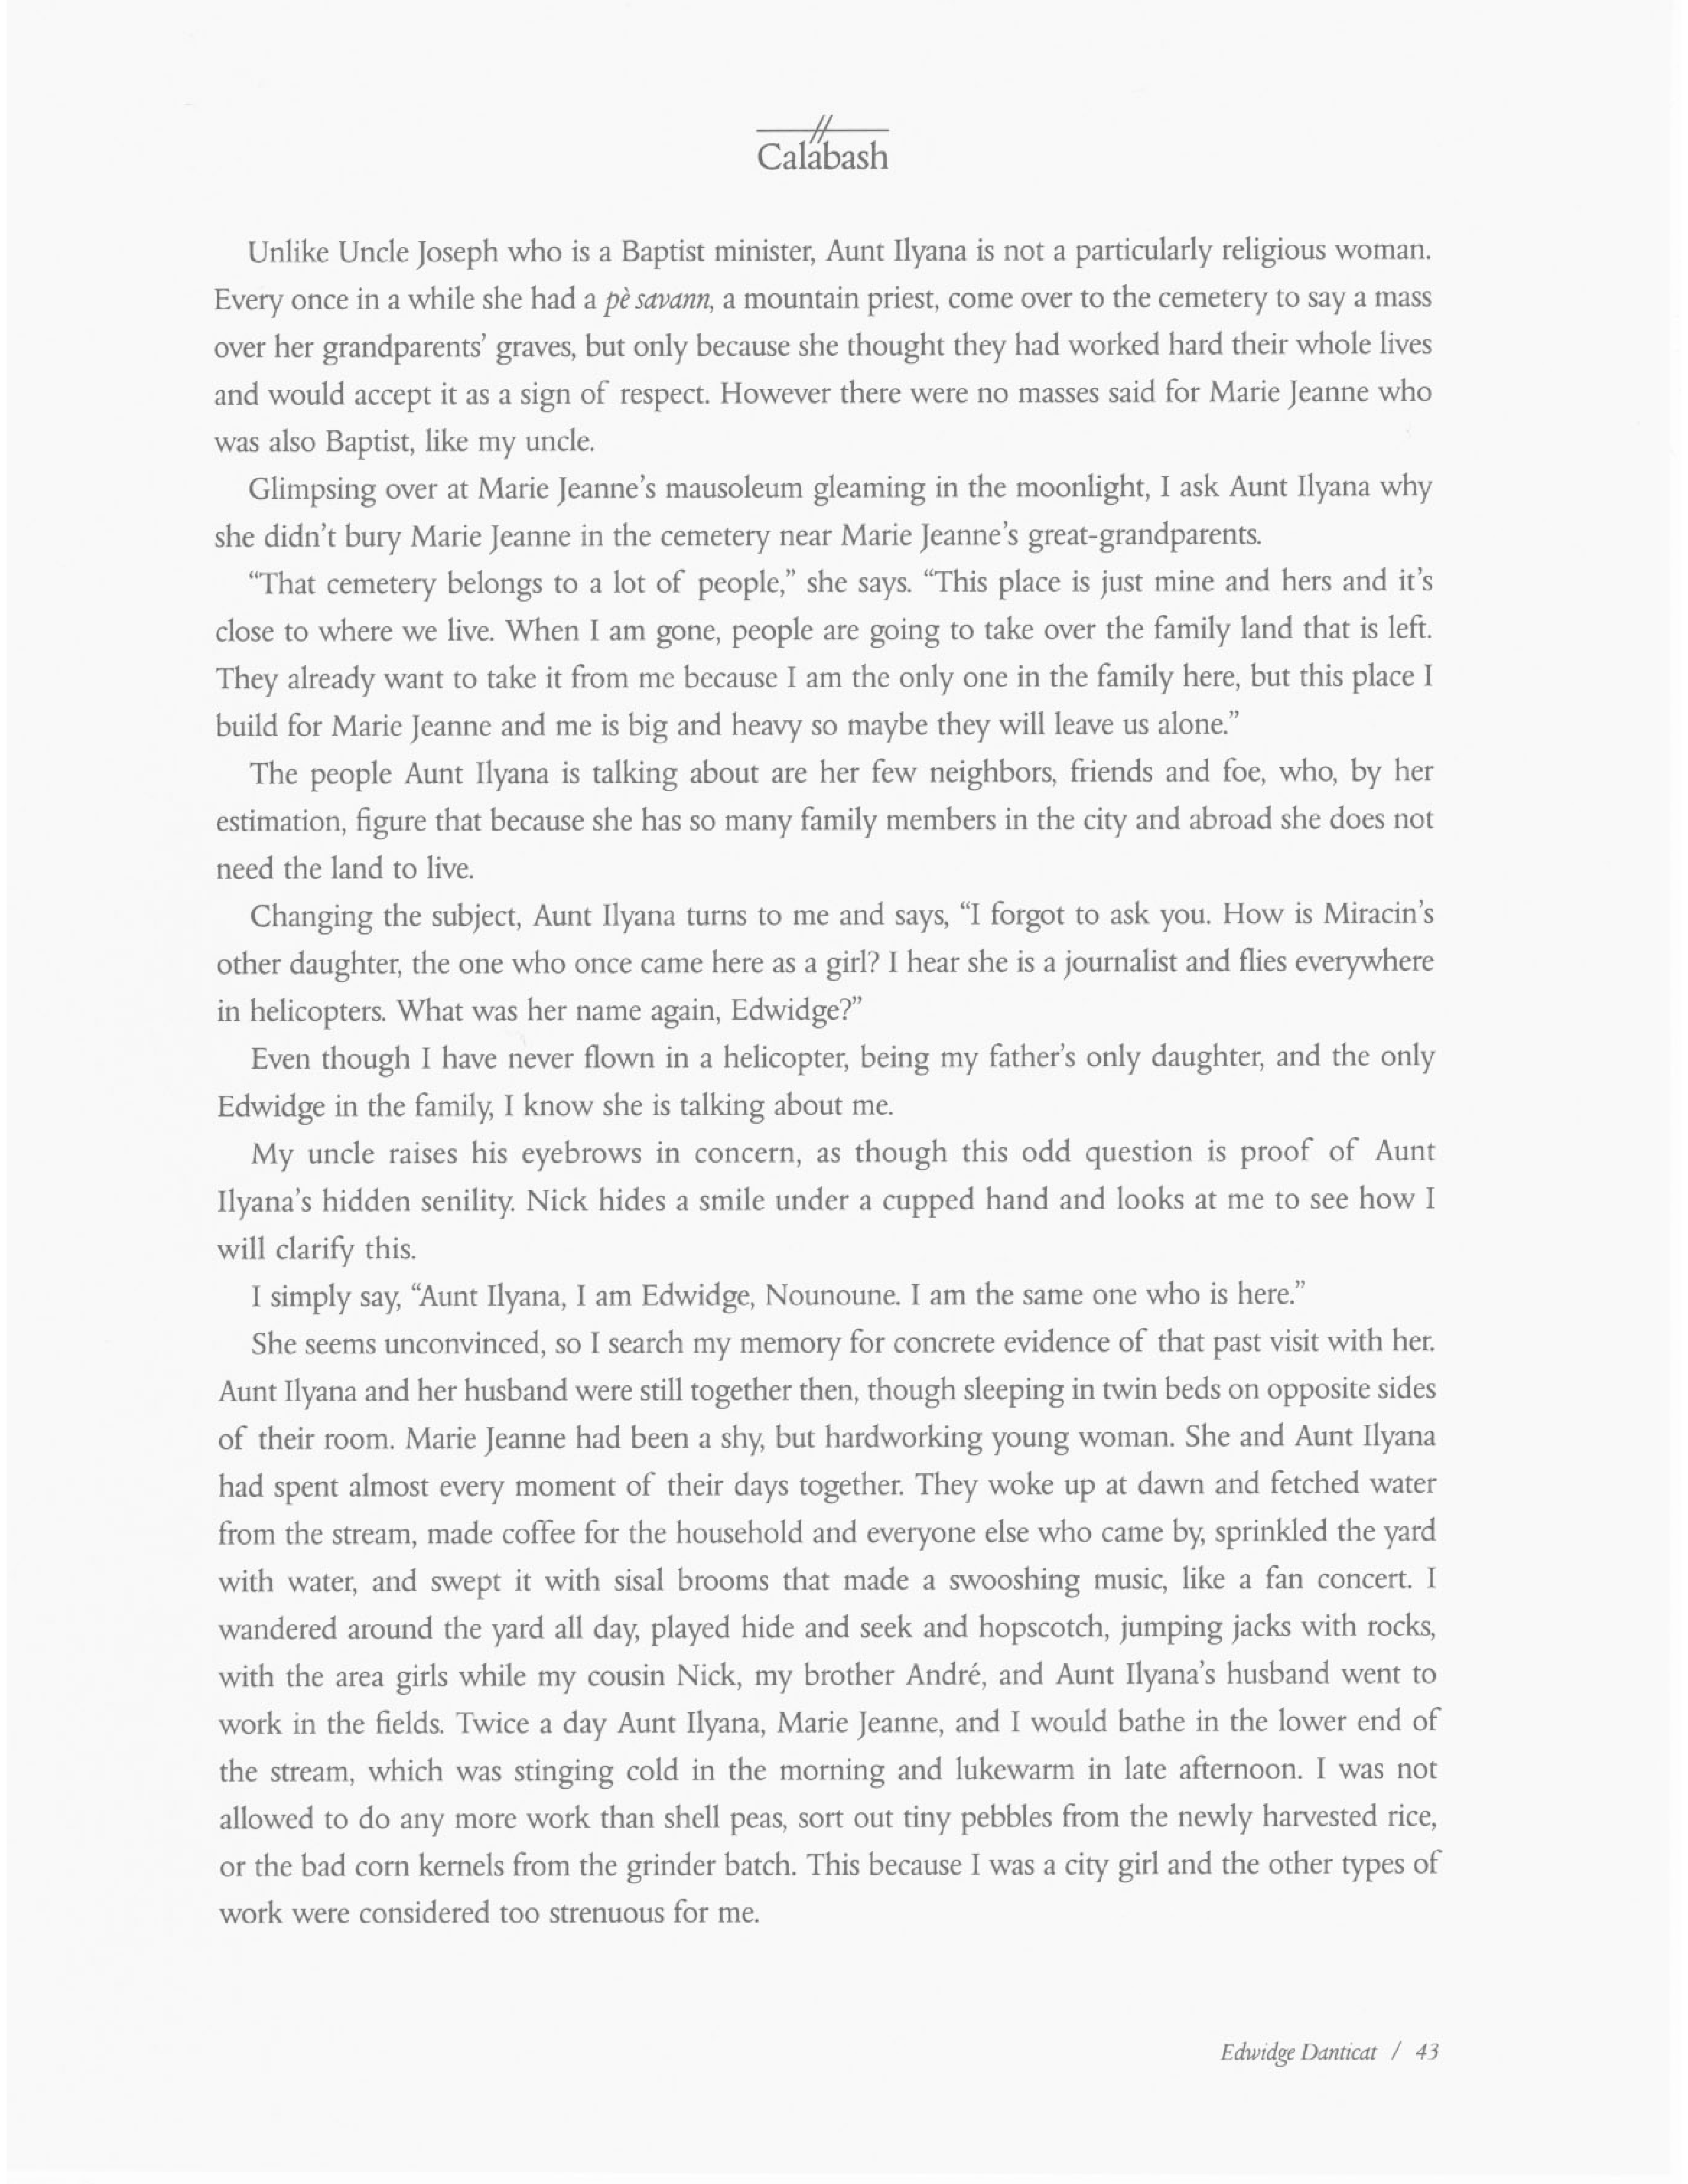 Calabash
Unlike Uncle Joseph who is a Baptist minister, Aunt Ilyana is not a particularly religious woman.
Every once in a while she had a pè savann, a mountain priest, come over to the cemetery to say a mass
over her grandparents’ graves, but only because she thought they had worked hard their whole lives
and would accept it as a sign of respect. However there were no masses said for Marie Jeanne who
was also Baptist, like my uncle.
Glimpsing over at Marie Jeanne’s mausoleum gleaming in the moonlight, I ask Aunt Ilyana why
she didn’t bury Marie Jeanne in the cemetery near Marie Jeanne’s great-grandparents.
“That cemetery belongs to a lot of people,” she says. “This place is just mine and hers and it’s
close to where we live. When I am gone, people are going to take over the family land that is left.
They already want to take it from me because I am the only one in the family here, but this place I
build for Marie Jeanne and me is big and heavy so maybe they will leave us alone.”
The people Aunt Ilyana is talking about are her few neighbors, friends and foe, who, by her
estimation, figure that because she has so many family members in the city and abroad she does not
need the land to live.
Changing the subject, Aunt Ilyana turns to me and says, “I forgot to ask you. How is Miracin’s
other daughter, the one who once came here as a girl? I hear she is a journalist and flies everywhere
in helicopters. What was her name again, Edwidge?”
Even though I have never flown in a helicopter, being my father’s only daughter, and the only
Edwidge in the family, I know she is talking about me.
My uncle raises his eyebrows in concern, as though this odd question is proof of Aunt
Ilyana’s hidden senility. Nick hides a smile under a cupped hand and looks at me to see how I
will clarify this.
I simply say, “Aunt Ilyana, I am Edwidge, Nounoune. I am the same one who is here.”
She seems unconvinced, so I search my memory for concrete evidence of that past visit with her.
Aunt Ilyana and her husband were still together then, though sleeping in twin beds on opposite sides
of their room. Marie Jeanne had been a shy, but hardworking young woman. She and Aunt Ilyana
had spent almost every moment of their days together. They woke up at dawn and fetched water
from the stream, made coffee for the household and everyone else who came by, sprinkled the yard
with water, and swept it with sisal brooms that made a swooshing music, like a fan concert. I
wandered around the yard all day, played hide and seek and hopscotch, jumping jacks with rocks,
with the area girls while my cousin Nick, my brother André, and Aunt Ilyana’s husband went to
work in the fields. Twice a day Aunt Ilyana, Marie Jeanne, and I would bathe in the lower end of
the stream, which was stinging cold in the morning and lukewarm in late afternoon. I was not
allowed to do any more work than shell peas, sort out tiny pebbles from the newly harvested rice,
or the bad corn kernels from the grinder batch. This because I was a city girl and the other types of
work were considered too strenuous for me.
Edwidge Danticat / 43